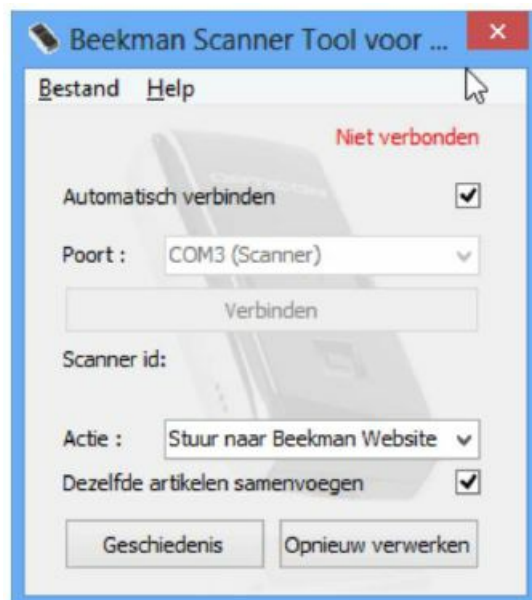 Beekman Scanner Tool voor ...
Bestand Help
Niet verbonden
Automatisch verbinden
Poort : COM3 (Scanner)
Verbinden
Scanner id:
Actie : Stuur naar Beekman Website
Dezelfde artikelen samenvoegen
Geschiedenis Opnieuw verwerken